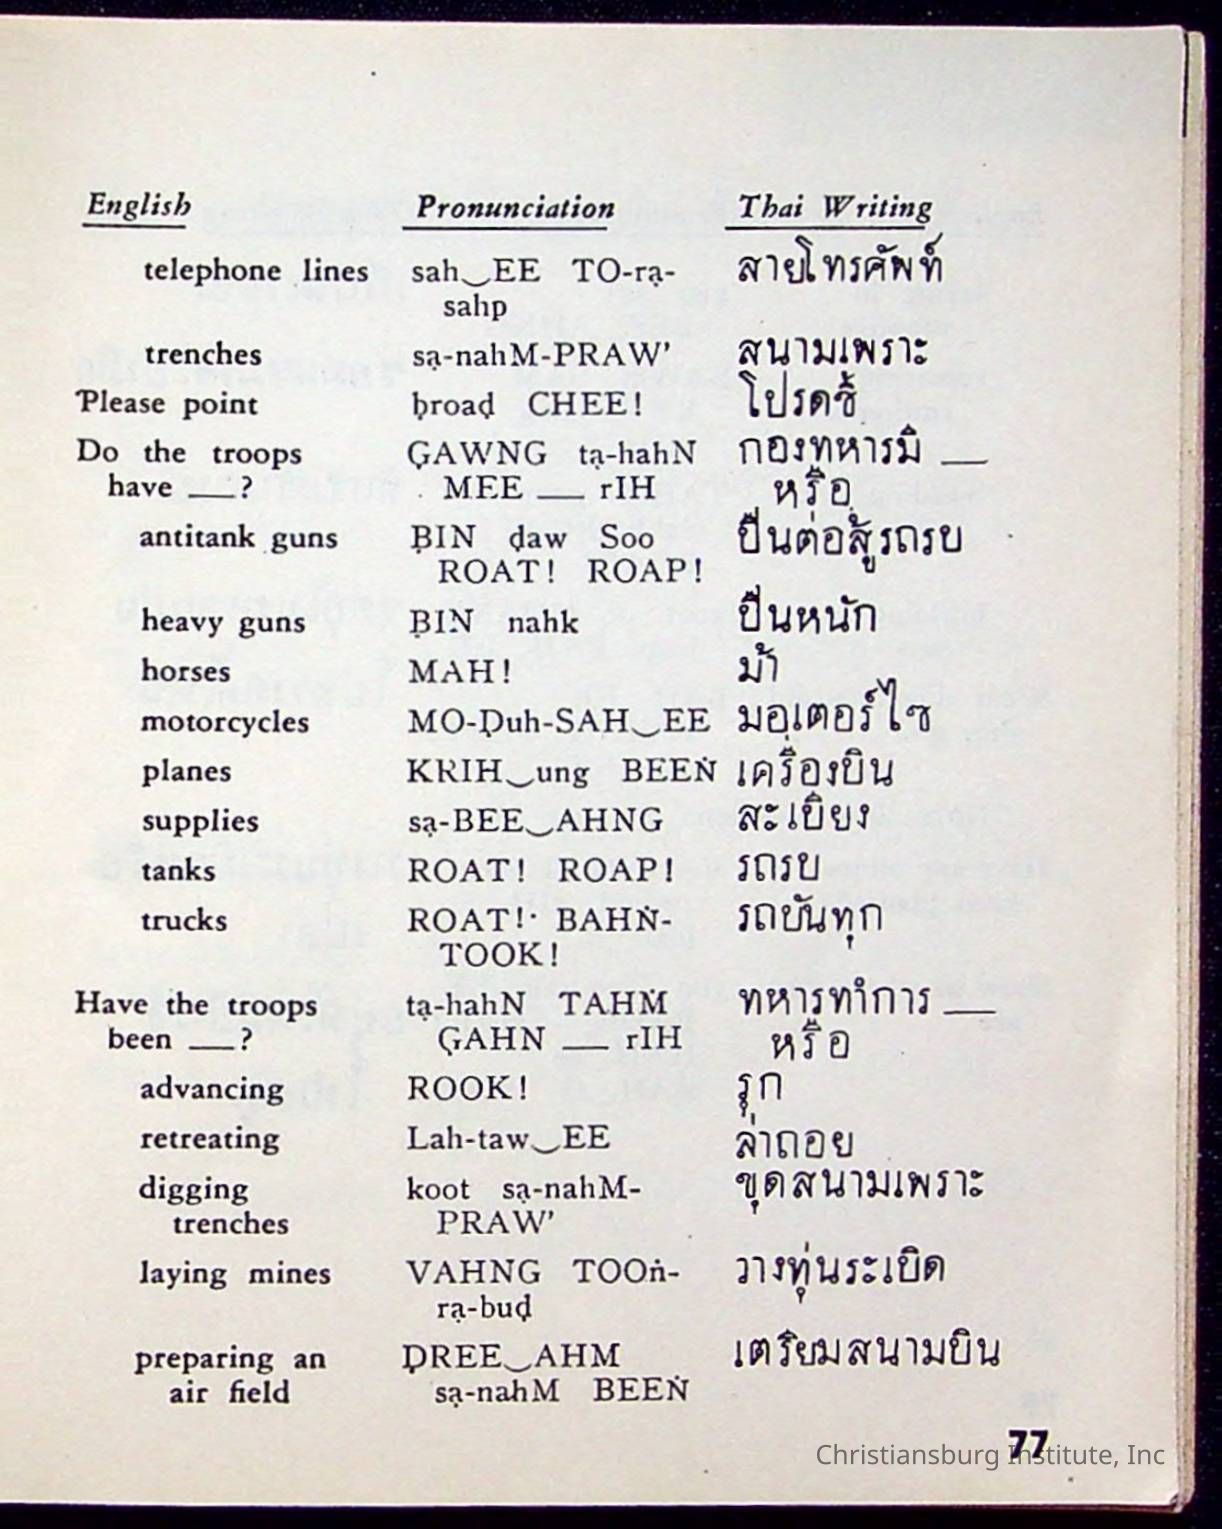 English Pronunciation Thai Writing
telephone lines sah‿EE TO-rạ- สายโทรศัพท์
sahp
trenches sạ-nahM-PRAW’ สนามเพราะ
Please point ḅroaḍ CHEE! โปรดชี้
Do the troops G̣AWNG tạ-hahN กองทหารมี ___
have ___? MEE ___ rIH หรือ
antitank guns ḄIN ḍaw Soo ปืนต่อสู้รถรบ
ROAT! ROAP!
heavy guns ḄIN nahk ปืนหนัก
horses MAH! ม้า
motorcycles MO-Ḍuh-SAH‿EE มอเตอร์ไซ
planes KRIH‿ung BEEṄ เครื่องบิน
supplies sạ-BEE‿AHNG สะเบียง
tanks ROAT! ROAP! รถรบ
trucks ROAT! BAHṄ- รถบันทุก
TOOK!
Have the troops tạ-hahN TAHṀ ทหารทำการ ___
been ___? G̣AHN ___ rIH หรือ
advancing ROOK! รุก
retreating Lah-taw‿EE ล่าถอย
digging koot sạ-nahM- ขุดสนามเพราะ
trenches PRAW’
laying mines VAHNG TOOṅ- วางทุ่นระเบิด
rạ-buḍ
preparing an ḌREE‿AHM เตรียมสนามบิน
air field sạ-nahM BEEṄ
77
Christiansburg Institute, Inc